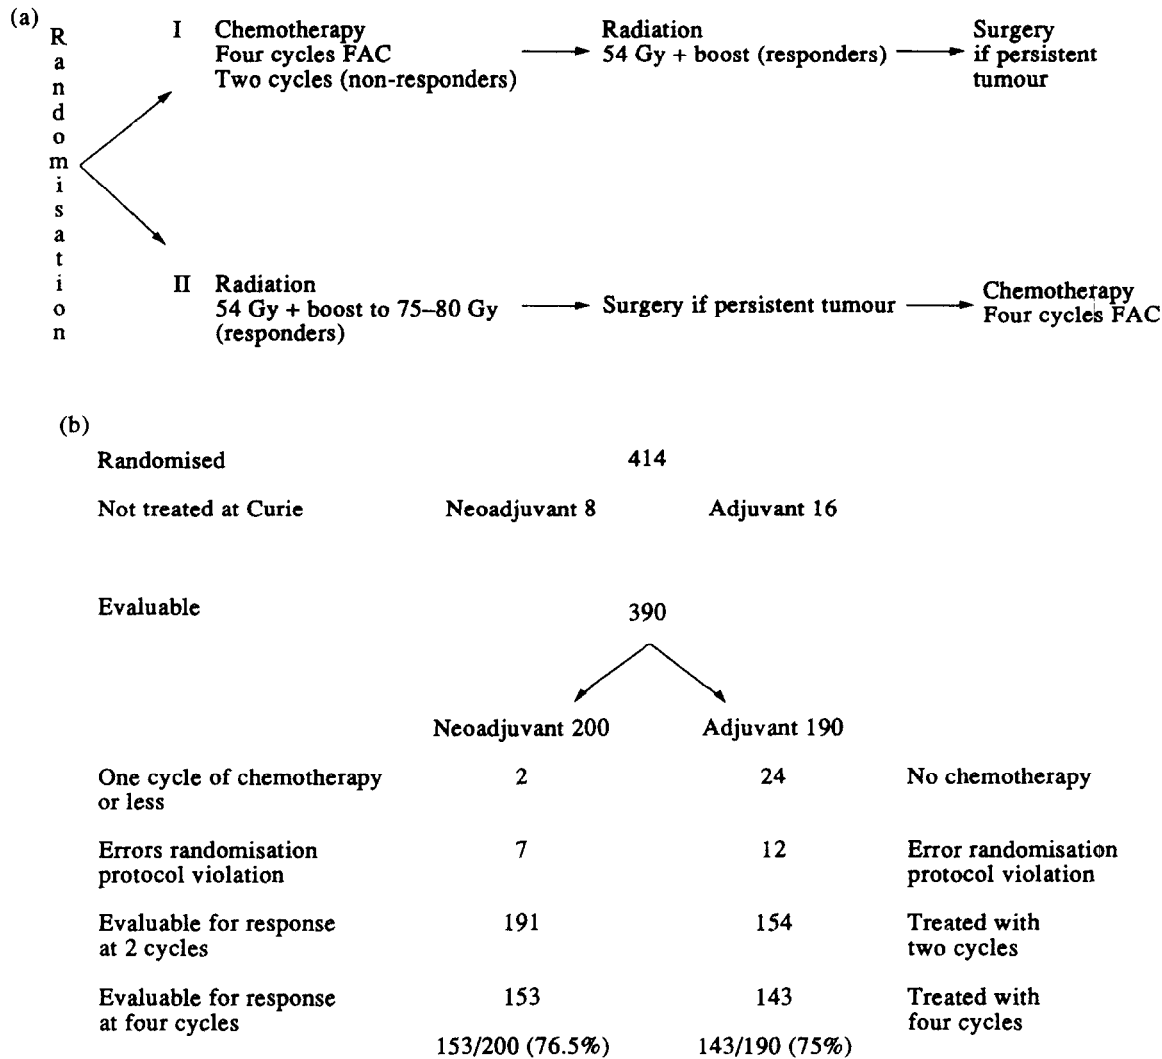 (a)
Randomisation
I Chemotherapy
Four cycles FAC
Two cycles (non-responders)
Radiation
54 Gy + boost (responders)
Surgery
if persistent
tumour
II Radiation
54 Gy + boost to 75–80 Gy
(responders)
Surgery if persistent tumour
Chemotherapy
Four cycles FAC
(b)
Randomised 414
Not treated at Curie Neoadjuvant 8 Adjuvant 16
Evaluable 390
Neoadjuvant 200 Adjuvant 190
One cycle of chemotherapy
or less
2 24 No chemotherapy
Errors randomisation
protocol violation
7 12 Error randomisation
protocol violation
Evaluable for response
at 2 cycles
191 154 Treated with
two cycles
Evaluable for response
at four cycles
153 143 Treated with
four cycles
153/200 (76.5%) 143/190 (75%)